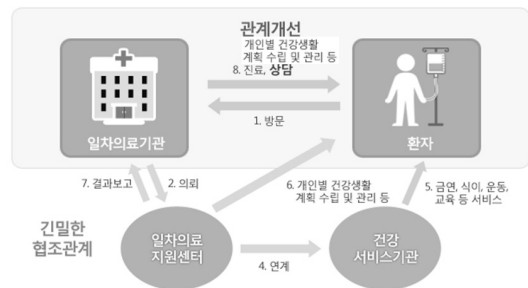 관계개선
개인별 건강생활
계획 수립 및 관리 등
8. 진료, 상담
1. 방문
일차의료기관
환자
7. 결과보고
2. 의뢰
6. 개인별 건강생활
계획 수립 및 관리 등
5. 금연, 식이, 운동,
교육 등 서비스
긴밀한
협조관계
일차의료
지원센터
4. 연계
건강
서비스기관